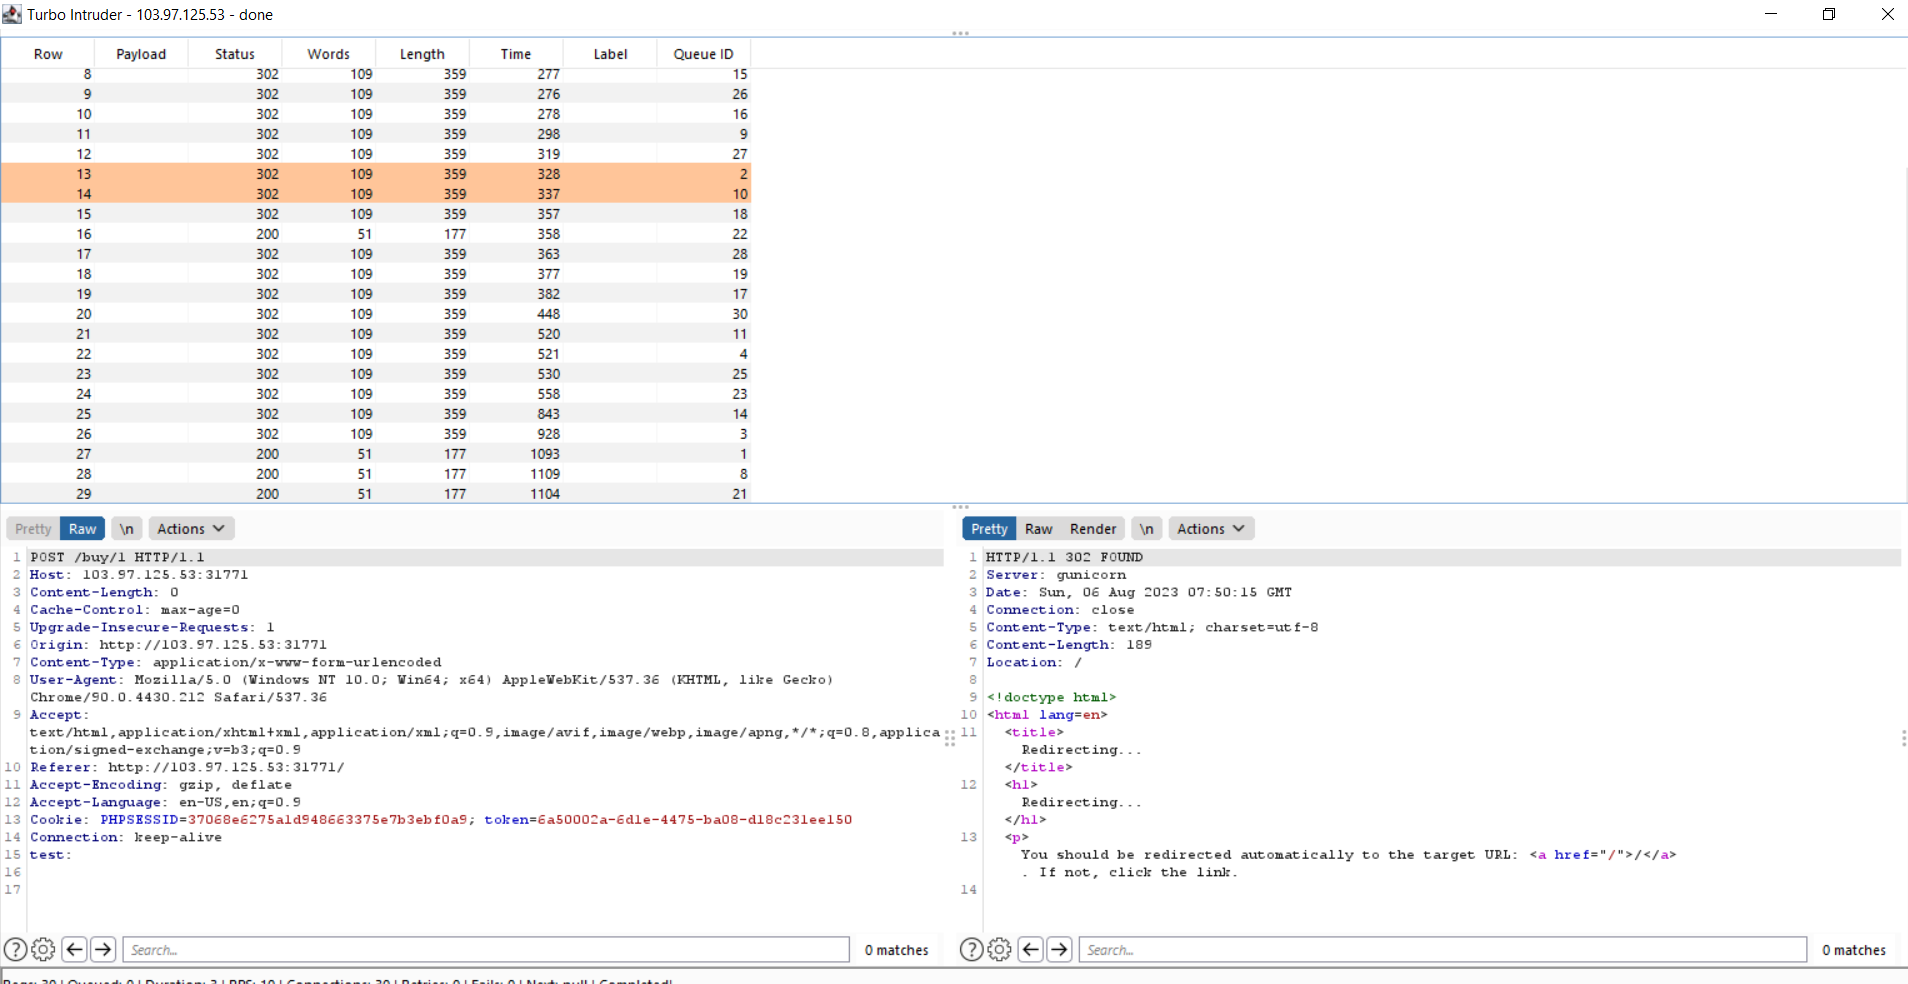 Turbo Intruder - 103.97.125.53 - done
Row Payload Status Words Length Time Label Queue ID
8 302 109 359 277 15
9 302 109 359 276 26
10 302 109 359 278 16
11 302 109 359 298 9
12 302 109 359 319 27
13 302 109 359 328 2
14 302 109 359 337 10
15 302 109 359 357 18
16 200 51 177 358 22
17 302 109 359 363 28
18 302 109 359 377 19
19 302 109 359 382 17
20 302 109 359 448 30
21 302 109 359 520 11
22 302 109 359 521 4
23 302 109 359 530 25
24 302 109 359 558 23
25 302 109 359 843 14
26 302 109 359 928 3
27 200 51 177 1093 1
28 200 51 177 1109 8
29 200 51 177 1104 21
Pretty Raw \n Actions
1 POST /buy/1 HTTP/1.1
2 Host: 103.97.125.53:31771
3 Content-Length: 0
4 Cache-Control: max-age=0
5 Upgrade-Insecure-Requests: 1
6 Origin: http://103.97.125.53:31771
7 Content-Type: application/x-www-form-urlencoded
8 User-Agent: Mozilla/5.0 (Windows NT 10.0; Win64; x64) AppleWebKit/537.36 (KHTML, like Gecko)
Chrome/90.0.4430.212 Safari/537.36
9 Accept:
text/html,application/xhtml+xml,application/xml;q=0.9,image/avif,image/webp,image/apng,*/*;q=0.8,applica
tion/signed-exchange;v=b3;q=0.9
10 Referer: http://103.97.125.53:31771/
11 Accept-Encoding: gzip, deflate
12 Accept-Language: en-US,en;q=0.9
13 Cookie: PHPSESSID=37068e6275a1d948663375e7b3ebf0a9; token=6a50002a-6d1e-4475-ba08-d18c231ee150
14 Connection: keep-alive
15 test:
16
17
Search... 0 matches
Pretty Raw Render \n Actions
1 HTTP/1.1 302 FOUND
2 Server: gunicorn
3 Date: Sun, 06 Aug 2023 07:50:15 GMT
4 Connection: close
5 Content-Type: text/html; charset=utf-8
6 Content-Length: 189
7 Location: /
8
9 <!doctype html>
10 <html lang=en>
11 <title>
Redirecting...
</title>
12 <h1>
Redirecting...
</h1>
13 <p>
You should be redirected automatically to the target URL: <a href="/">/</a>
. If not, click the link.
14
Search... 0 matches
Reqs: 30 | Queued: 0 | Duration: 3 | RPS: 10 | Connections: 30 | Retries: 0 | Fails: 0 | Next: null | Completed!